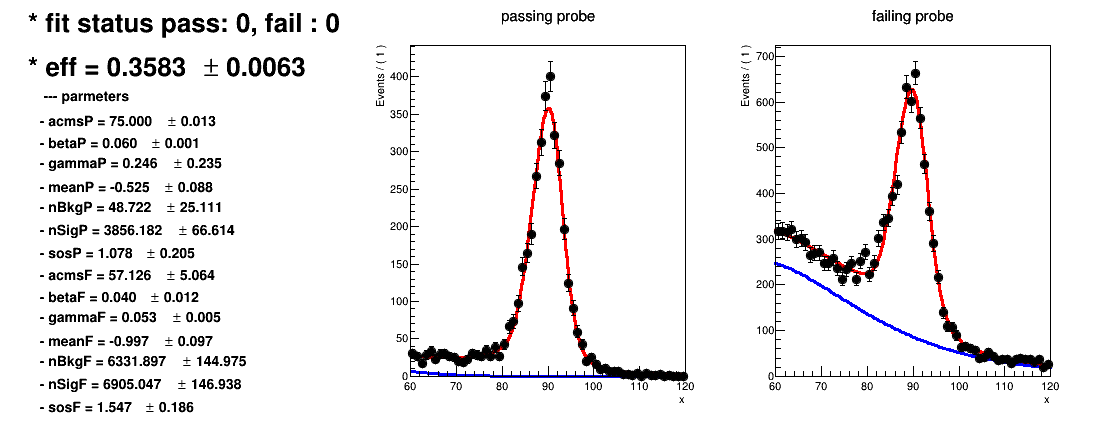 * fit status pass: 0, fail : 0
* eff = 0.3583 ± 0.0063
--- parmeters
- acmsP = 75.000 ± 0.013
- betaP = 0.060 ± 0.001
- gammaP = 0.246 ± 0.235
- meanP = -0.525 ± 0.088
- nBkgP = 48.722 ± 25.111
- nSigP = 3856.182 ± 66.614
- sosP = 1.078 ± 0.205
- acmsF = 57.126 ± 5.064
- betaF = 0.040 ± 0.012
- gammaF = 0.053 ± 0.005
- meanF = -0.997 ± 0.097
- nBkgF = 6331.897 ± 144.975
- nSigF = 6905.047 ± 146.938
- sosF = 1.547 ± 0.186
passing probe
Events / ( 1 )
400
350
300
250
200
150
100
50
0
60 70 80 90 100 110 120
x
failing probe
Events / ( 1 )
700
600
500
400
300
200
100
0
60 70 80 90 100 110 120
x